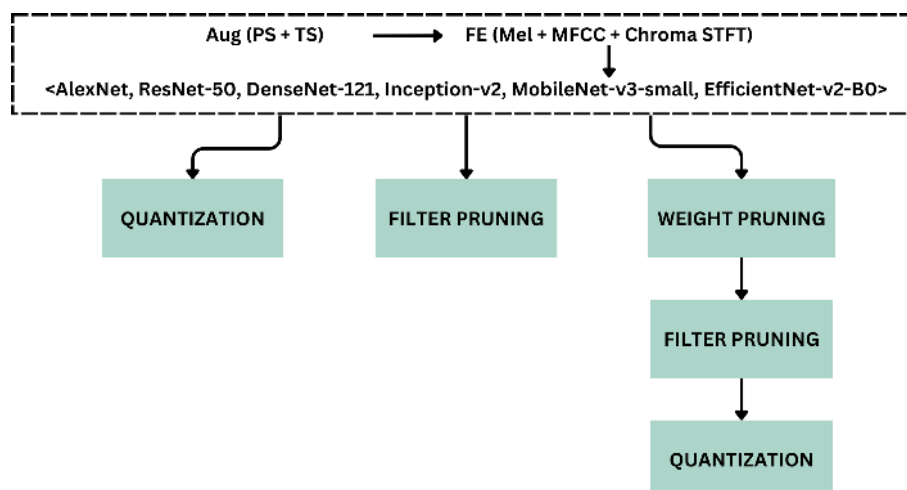 Aug (PS + TS) FE (Mel + MFCC + Chroma STFT)
<AlexNet, ResNet-50, DenseNet-121, Inception-v2, MobileNet-v3-small, EfficientNet-v2-B0>
QUANTIZATION
FILTER PRUNING
WEIGHT PRUNING
FILTER PRUNING
QUANTIZATION